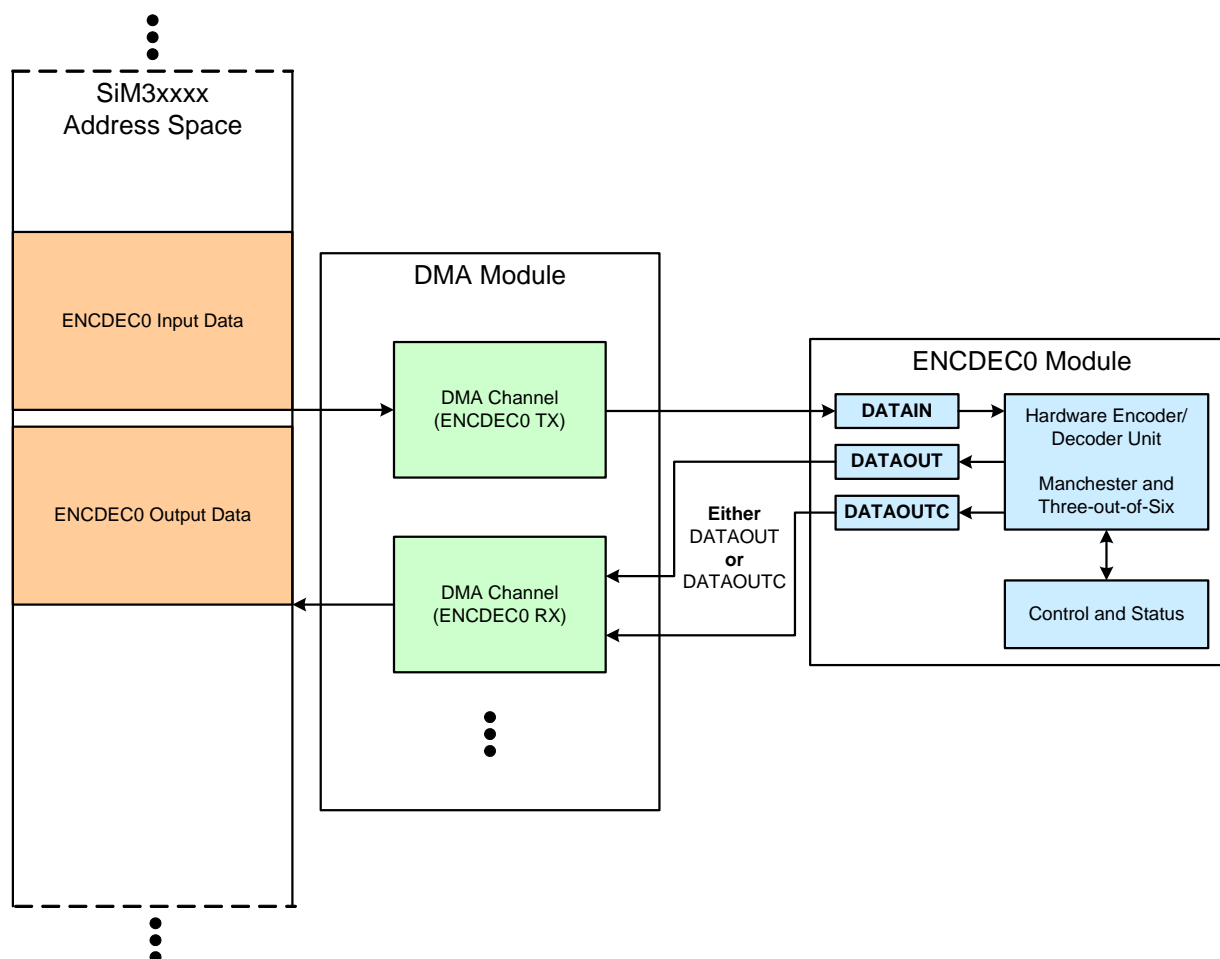 SiM3xxxx
Address Space
ENCDEC0 Input Data
ENCDEC0 Output Data
DMA Module
DMA Channel
(ENCDEC0 TX)
DMA Channel
(ENCDEC0 RX)
Either
DATAOUT
or
DATAOUTC
ENCDEC0 Module
DATAIN
DATAOUT
DATAOUTC
Hardware Encoder/
Decoder Unit
Manchester and
Three-out-of-Six
Control and Status